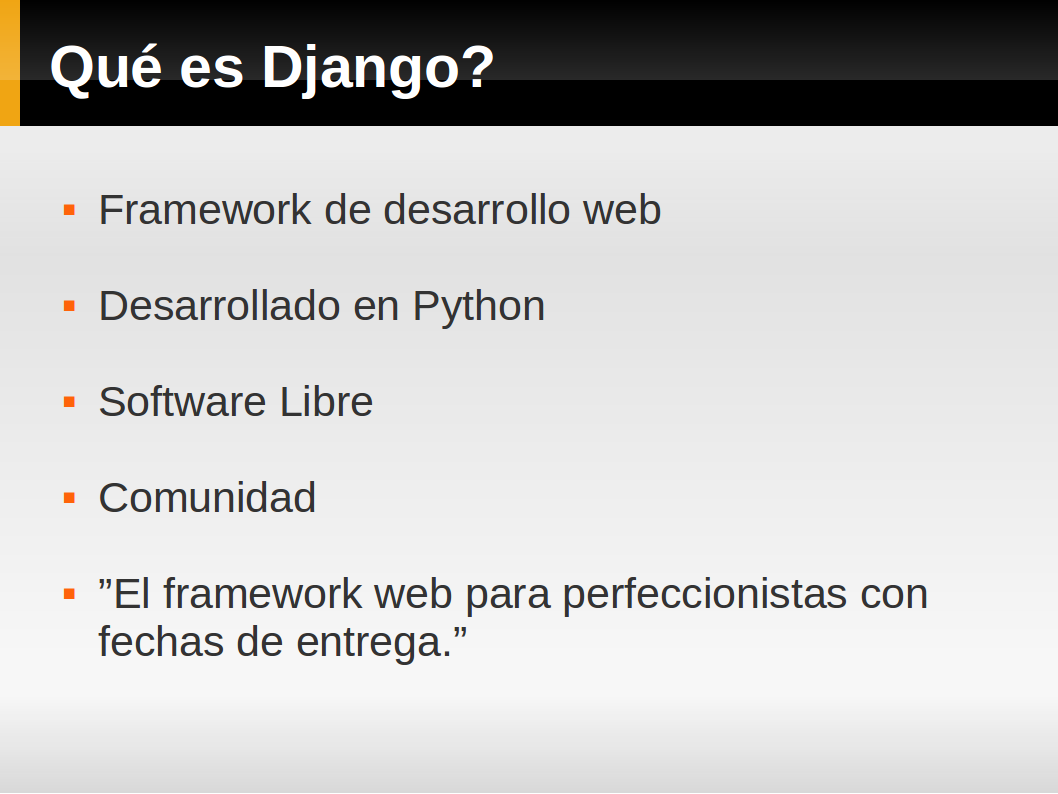 Qué es Django?
Framework de desarrollo web
Desarrollado en Python
Software Libre
Comunidad
”El framework web para perfeccionistas con
fechas de entrega.”